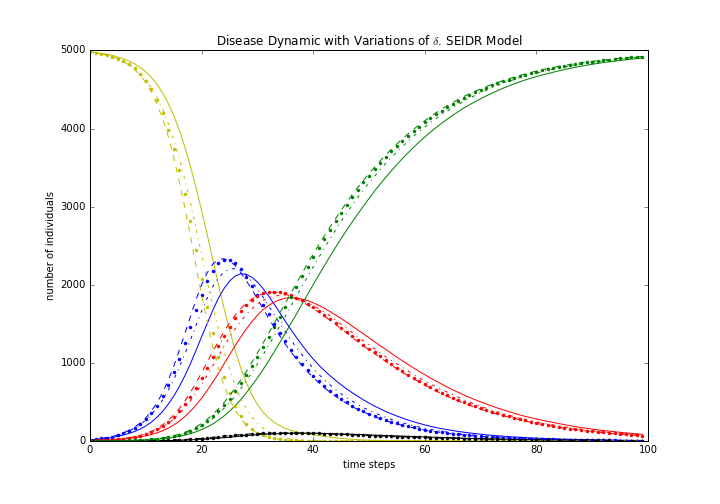 Disease Dynamic with Variations of δ. SEIDR Model
5000
4000
3000
2000
1000
0
number of individuals
0 20 40 60 80 100
time steps